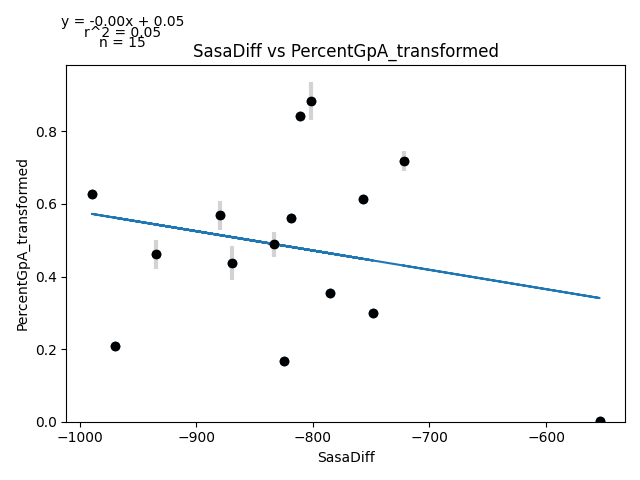 y = -0.00x + 0.05
r^2 = 0.05
n = 15
SasaDiff vs PercentGpA_transformed
PercentGpA_transformed
0.8
0.6
0.4
0.2
0.0
−1000 −900 −800 −700 −600
SasaDiff